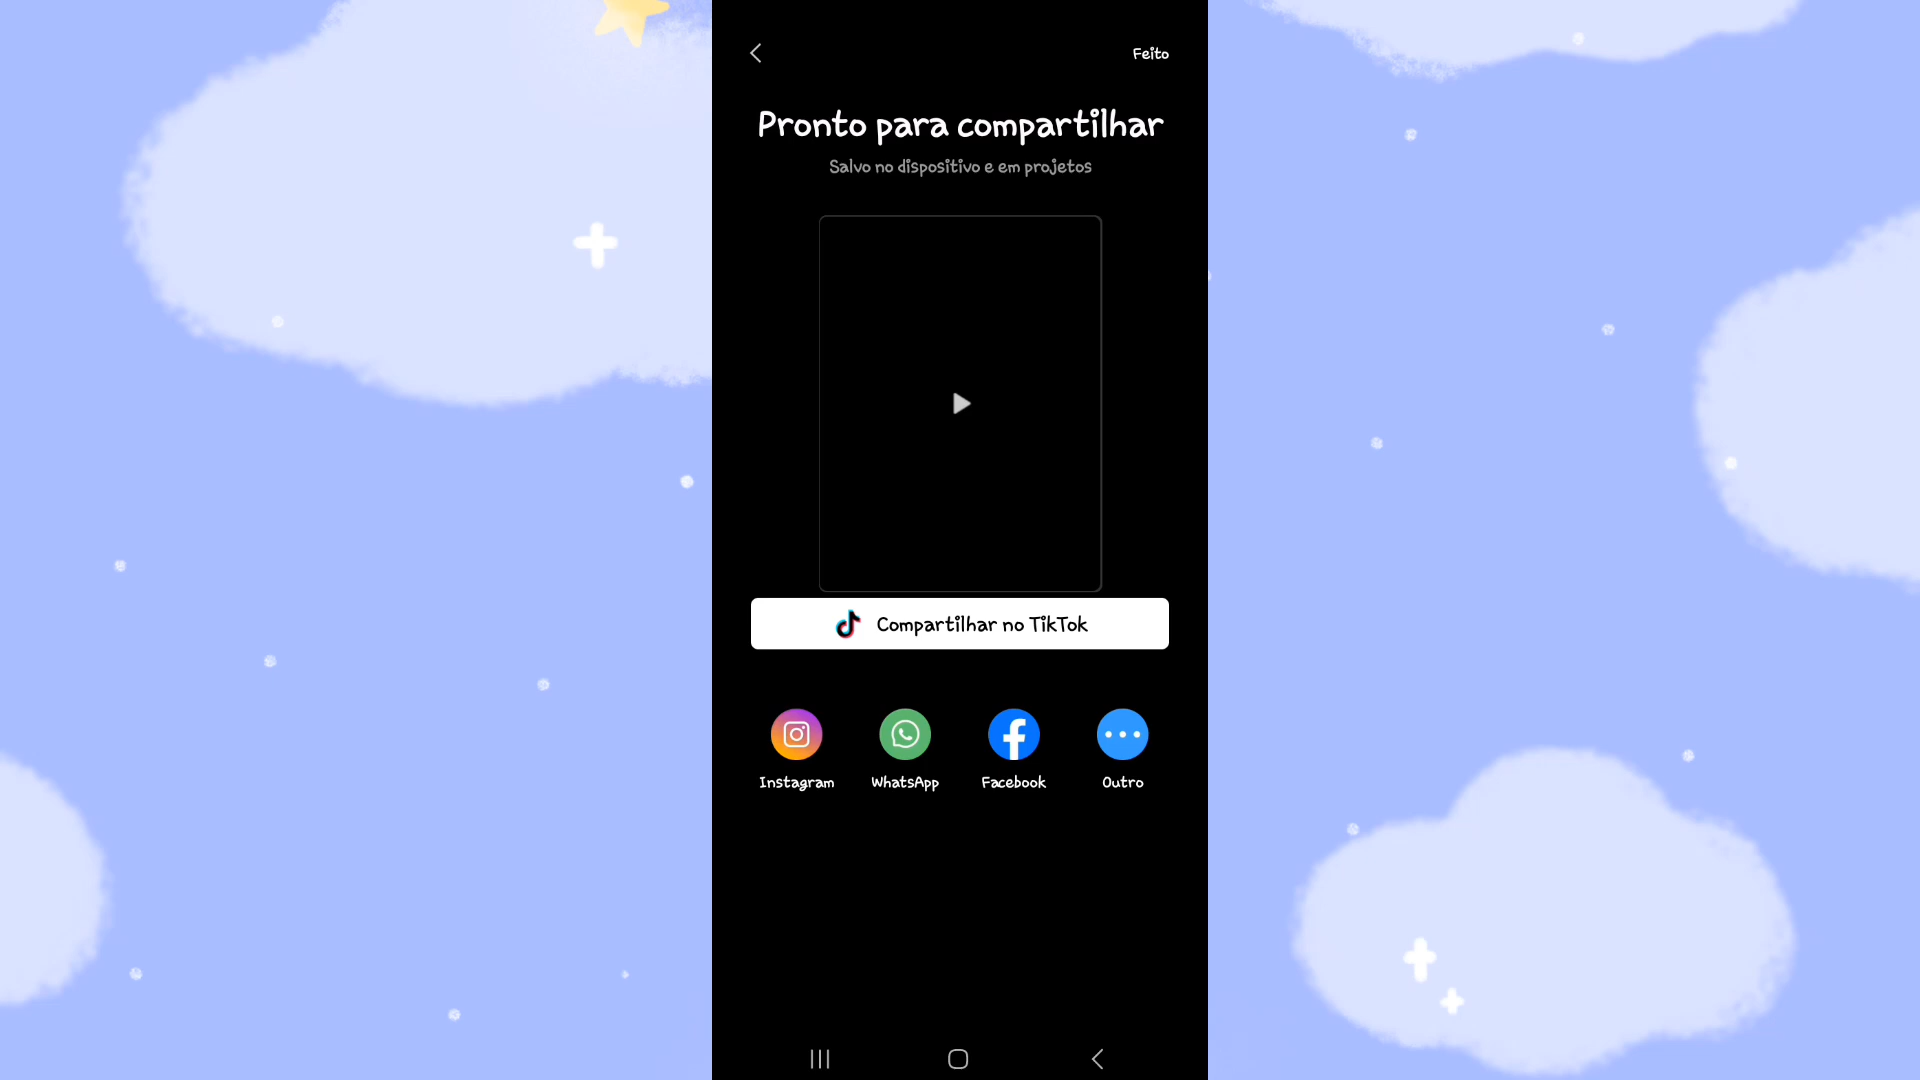 Feito
Pronto para compartilhar
Salvo no dispositivo e em projetos
Compartilhar no TikTok
Instagram WhatsApp Facebook Outro